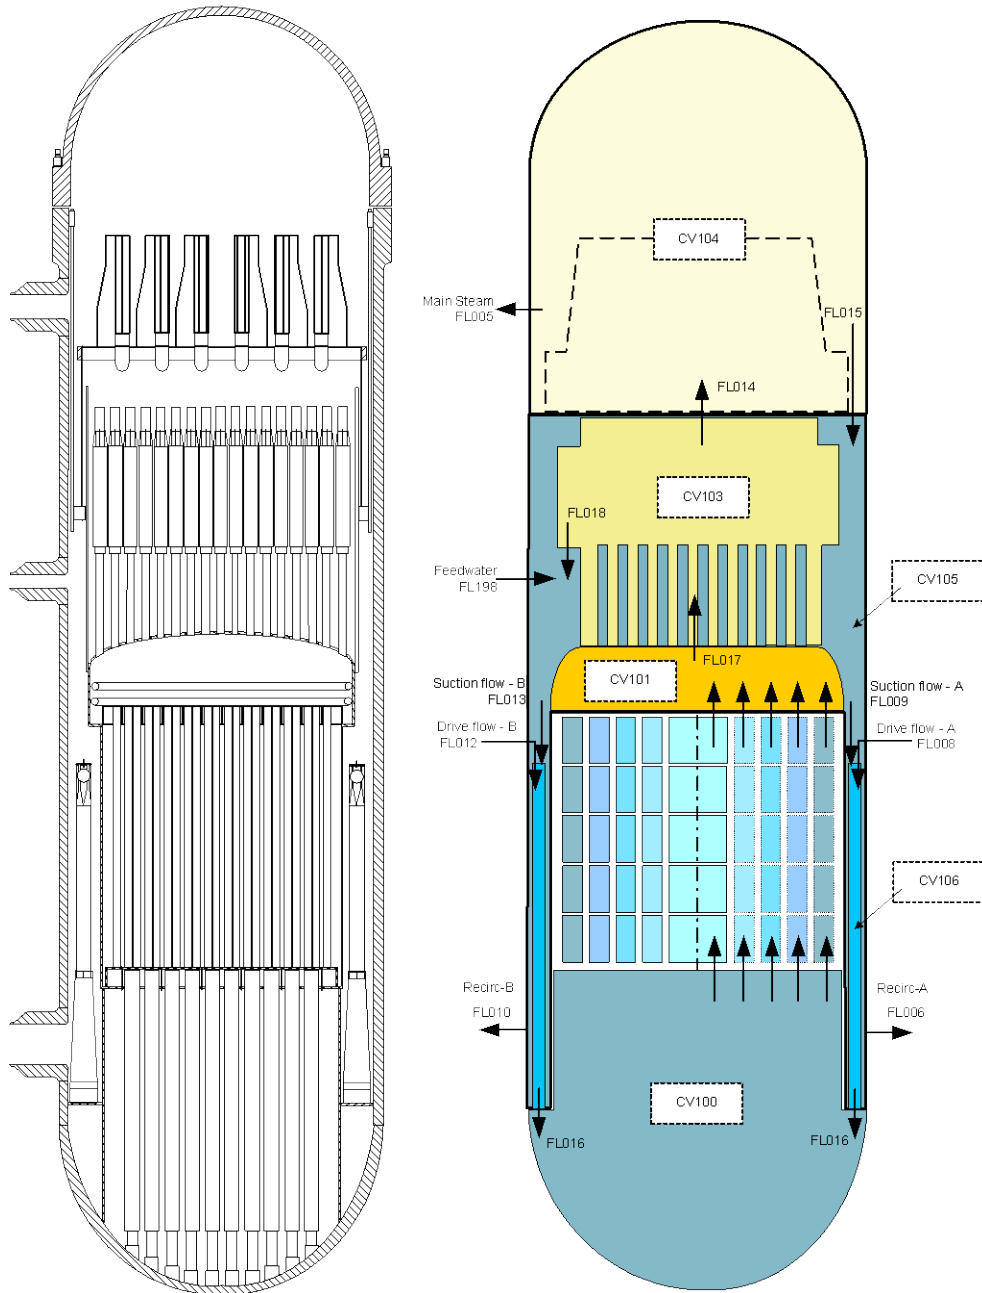 CV104
Main Steam
FL005
FL015
FL014
CV103
FL018
Feedwater
FL198
CV105
FL017
CV101
Suction flow - B
FL013
Suction flow - A
FL009
Drive flow - B
FL012
Drive flow - A
FL008
CV106
Recirc-B
FL010
Recirc-A
FL006
CV100
FL016
FL016